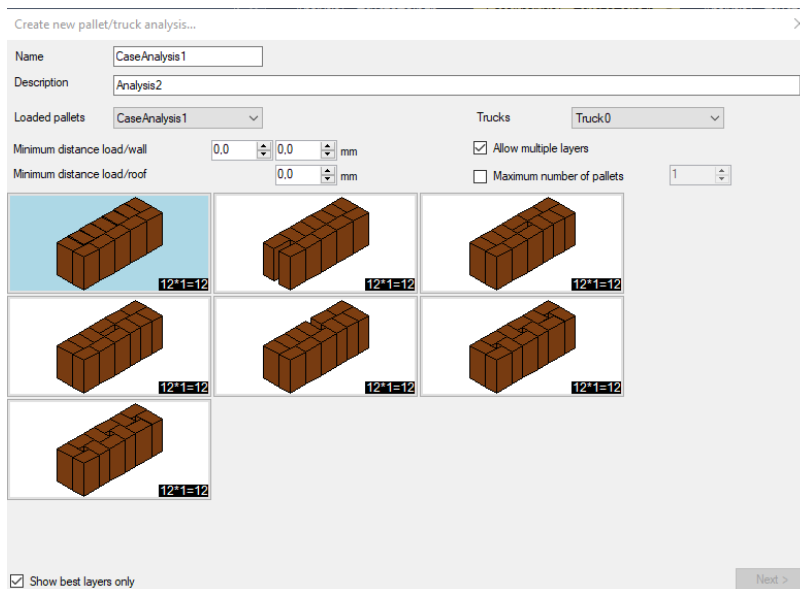 Create new pallet/truck analysis...
Name CaseAnalysis1
Description Analysis2
Loaded pallets CaseAnalysis1 Trucks Truck0
Minimum distance load/wall 0,0 0,0 mm Allow multiple layers
Minimum distance load/roof 0,0 mm Maximum number of pallets 1
12*1=12 12*1=12 12*1=12
12*1=12 12*1=12 12*1=12
12*1=12
Show best layers only Next >